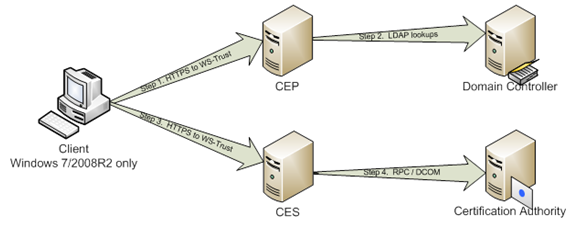 Step 1. HTTPS to WS-Trust
CEP
Step 2. LDAP lookups
Domain Controller
Client
Windows 7/2008R2 only
Step 3. HTTPS to WS-Trust
CES
Step 4. RPC / DCOM
Certification Authority